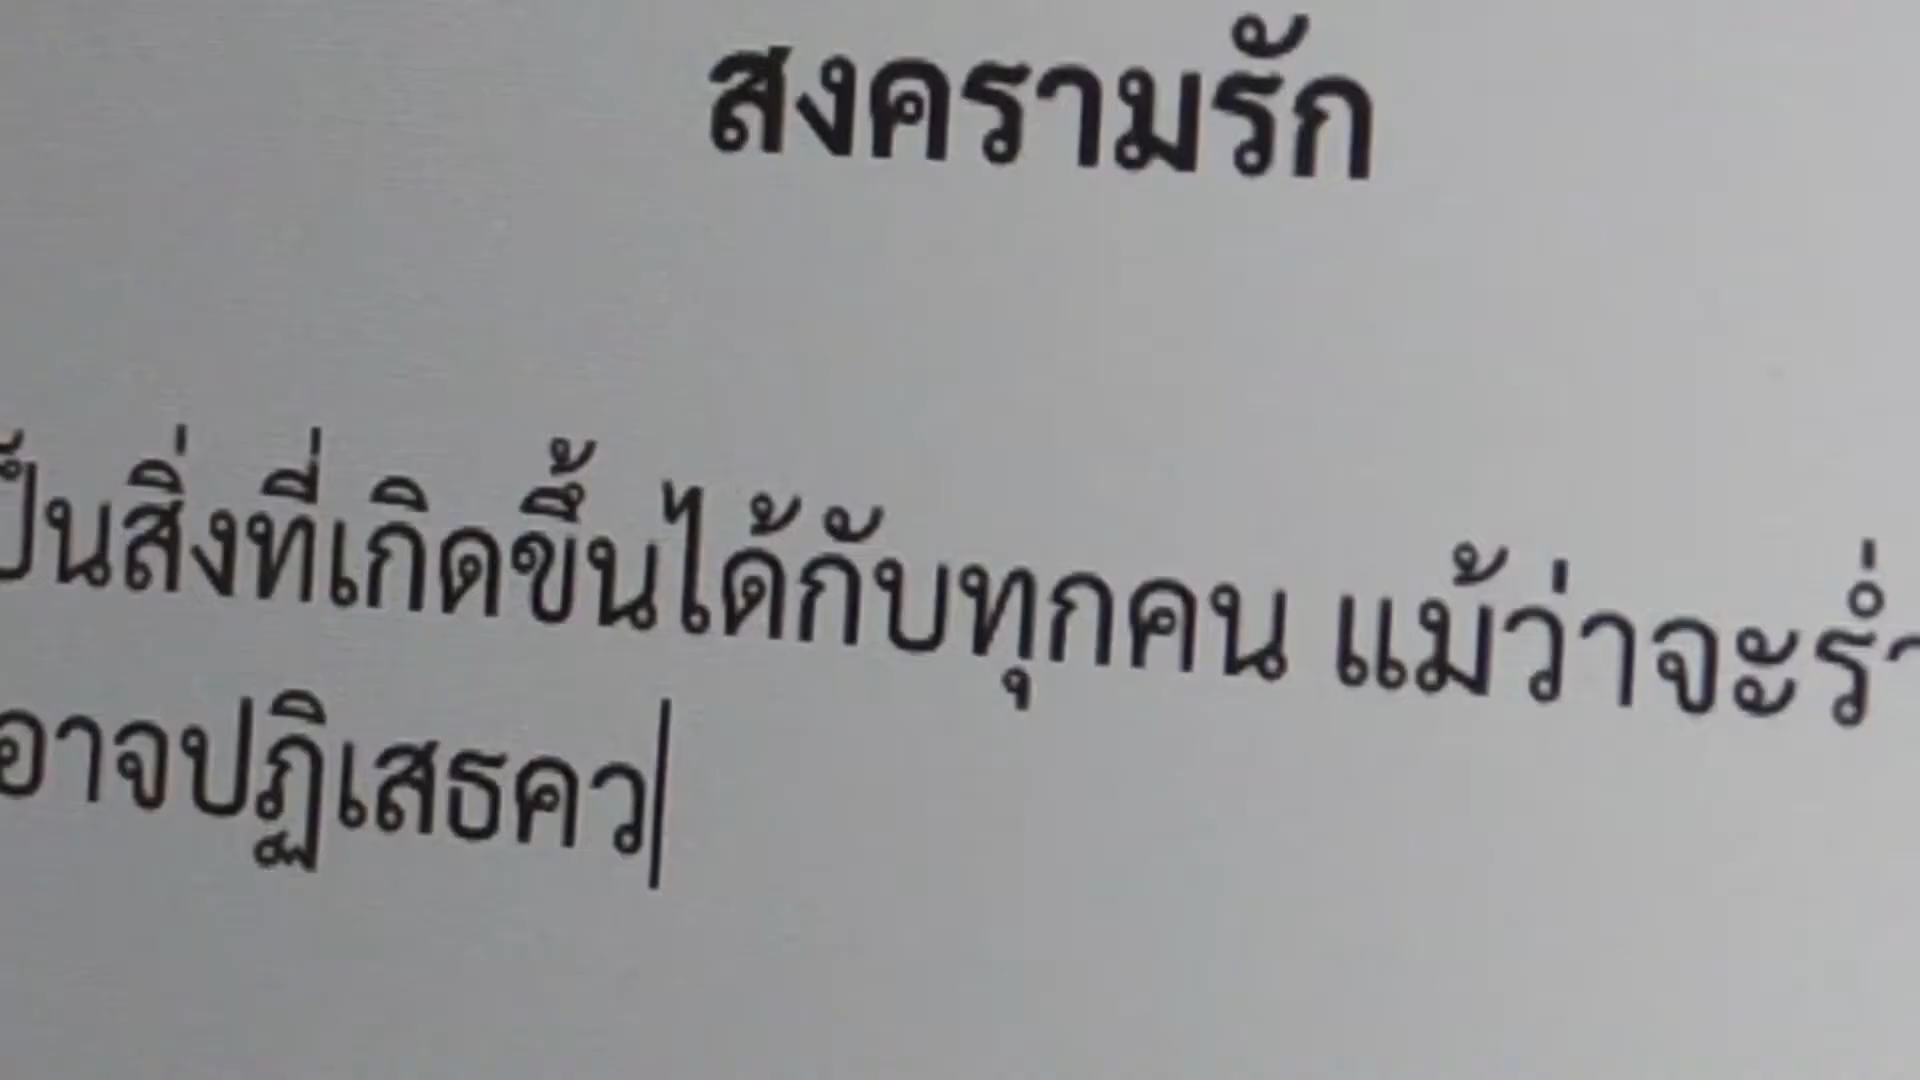 สงครามรัก
ป็นสิ่งที่เกิดขึ้นได้กับทุกคน แม้ว่าจะร่ำ
อาจปฏิเสธคว